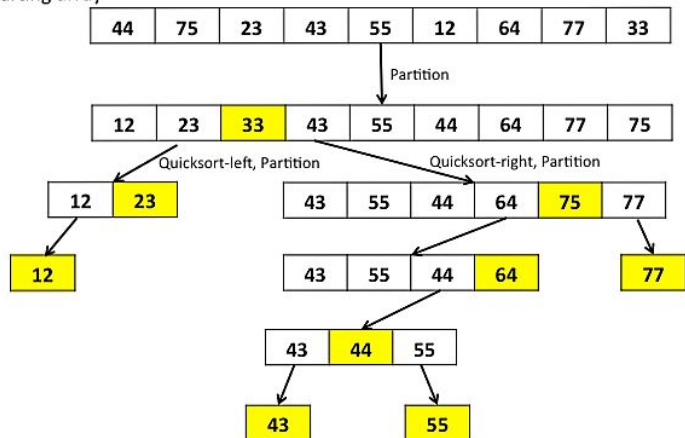 44 75 23 43 55 12 64 77 33
Partition
12 23 33 43 55 44 64 77 75
Quicksort-left, Partition Quicksort-right, Partition
12 23 43 55 44 64 75 77
12 43 55 44 64 77
43 44 55
43 55